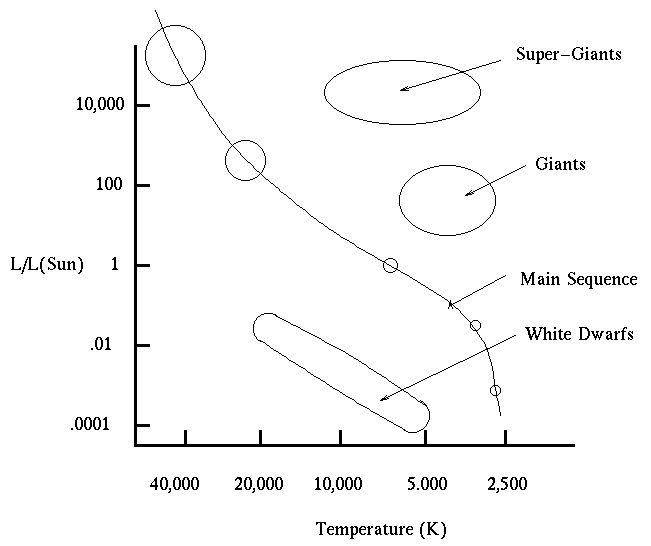 Super–Giants
10,000
Giants
100
L/L(Sun) 1
Main Sequence
White Dwarfs
.01
.0001
40,000 20,000 10,000 5.000 2,500
Temperature (K)